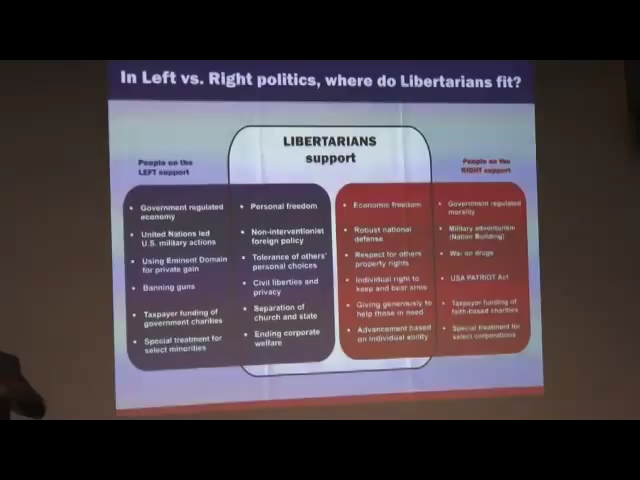 In Left vs. Right politics, where do Libertarians fit?
LIBERTARIANS
support
People on the
LEFT support
People on the
RIGHT support
• Government regulated
economy
• United Nations led
U.S. military actions
• Using Eminent Domain
for private gain
• Banning guns
• Taxpayer funding of
government charities
• Special treatment for
select minorities
• Personal freedom
• Non-interventionist
foreign policy
• Tolerance of others'
personal choices
• Civil liberties and
privacy
• Separation of
church and state
• Ending corporate
welfare
• Economic freedom
• Robust national
defense
• Respect for others'
property rights
• Individual right to
keep and bear arms
• Giving generously to
help those in need
• Advancement based
on individual ability
• Government regulated
morality
• Military adventurism
(Nation Building)
• War on drugs
• USA PATRIOT Act
• Taxpayer funding of
faith-based charities
• Special treatment for
select corporations